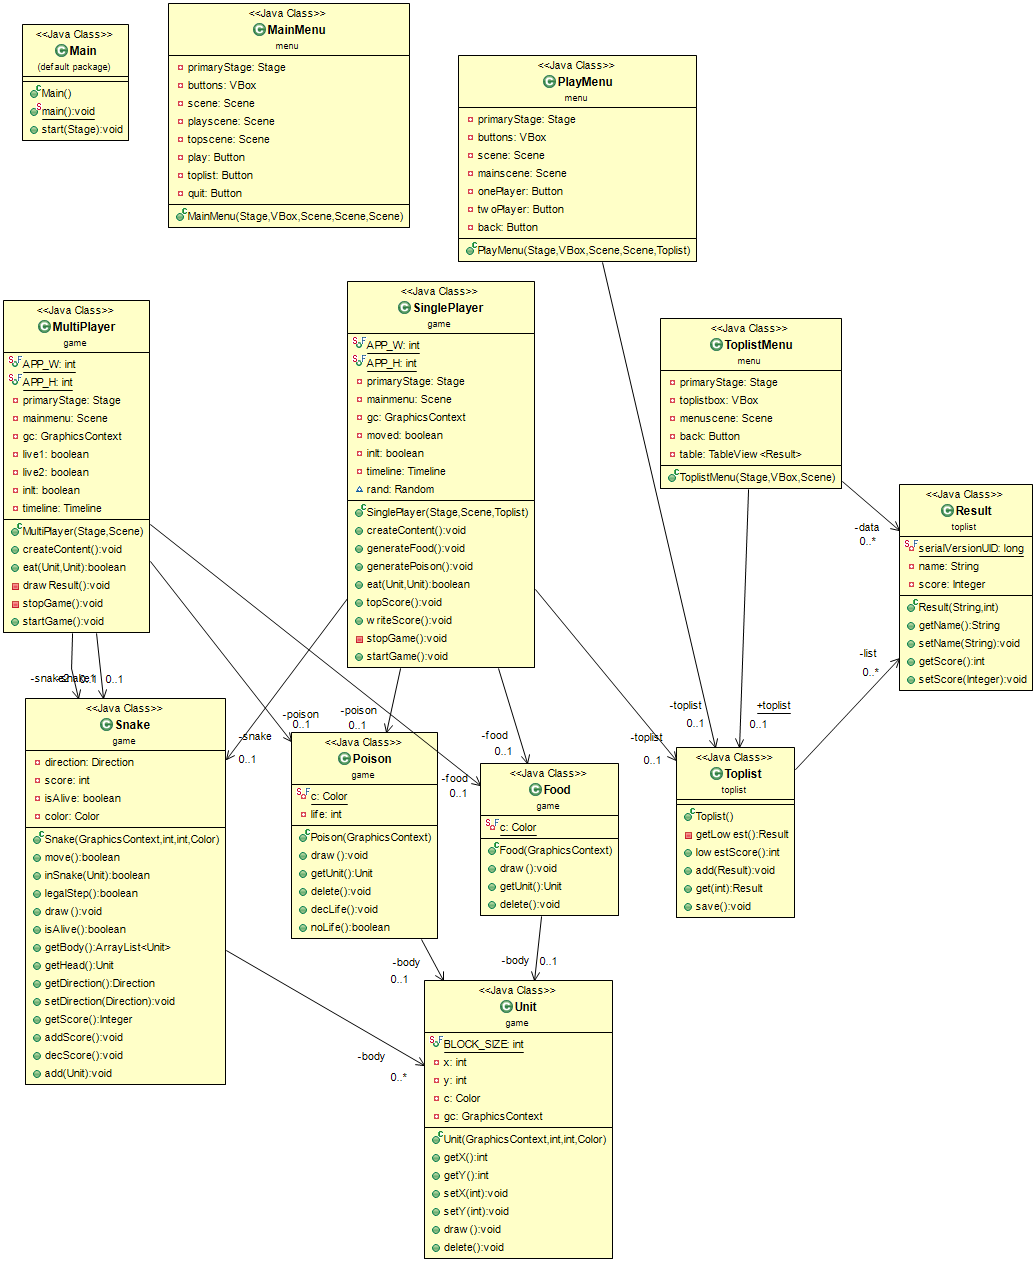 <<Java Class>>
Main
(default package)
Main()
main():void
start(Stage):void
<<Java Class>>
MainMenu
menu
primaryStage: Stage
buttons: VBox
scene: Scene
playscene: Scene
topscene: Scene
play: Button
toplist: Button
quit: Button
MainMenu(Stage,VBox,Scene,Scene,Scene)
<<Java Class>>
PlayMenu
menu
primaryStage: Stage
buttons: VBox
scene: Scene
mainscene: Scene
onePlayer: Button
twoPlayer: Button
back: Button
PlayMenu(Stage,VBox,Scene,Scene,Toplist)
<<Java Class>>
MultiPlayer
game
APP_W: int
APP_H: int
primaryStage: Stage
mainmenu: Scene
gc: GraphicsContext
live1: boolean
live2: boolean
inIt: boolean
timeline: Timeline
MultiPlayer(Stage,Scene)
createContent():void
eat(Unit,Unit):boolean
drawResult():void
stopGame():void
startGame():void
<<Java Class>>
SinglePlayer
game
APP_W: int
APP_H: int
primaryStage: Stage
mainmenu: Scene
gc: GraphicsContext
moved: boolean
inIt: boolean
timeline: Timeline
rand: Random
SinglePlayer(Stage,Scene,Toplist)
createContent():void
generateFood():void
generatePoison():void
eat(Unit,Unit):boolean
topScore():void
writeScore():void
stopGame():void
startGame():void
<<Java Class>>
ToplistMenu
menu
primaryStage: Stage
toplistbox: VBox
menuscene: Scene
back: Button
table: TableView<Result>
ToplistMenu(Stage,VBox,Scene)
<<Java Class>>
Result
toplist
serialVersionUID: long
name: String
score: Integer
Result(String,int)
getName():String
setName(String):void
getScore():int
setScore(Integer):void
-data
0..*
-list
0..*
-toplist
0..1
+toplist
0..1
-toplist
0..1
-snake
0..1
-poison
0..1
-poison
0..1
-food
0..1
-food
0..1
0..1
<<Java Class>>
Snake
game
direction: Direction
score: int
isAlive: boolean
color: Color
Snake(GraphicsContext,int,int,Color)
move():boolean
inSnake(Unit):boolean
legalStep():boolean
draw():void
isAlive():boolean
getBody():ArrayList<Unit>
getHead():Unit
getDirection():Direction
setDirection(Direction):void
getScore():Integer
addScore():void
decScore():void
add(Unit):void
<<Java Class>>
Poison
game
c: Color
life: int
Poison(GraphicsContext)
draw():void
getUnit():Unit
delete():void
decLife():void
noLife():boolean
<<Java Class>>
Food
game
c: Color
Food(GraphicsContext)
draw():void
getUnit():Unit
delete():void
<<Java Class>>
Toplist
toplist
Toplist()
getLowest():Result
lowestScore():int
add(Result):void
get(int):Result
save():void
-body
0..1
-body
0..1
-body
0..*
<<Java Class>>
Unit
game
BLOCK_SIZE: int
x: int
y: int
c: Color
gc: GraphicsContext
Unit(GraphicsContext,int,int,Color)
getX():int
getY():int
setX(int):void
setY(int):void
draw():void
delete():void